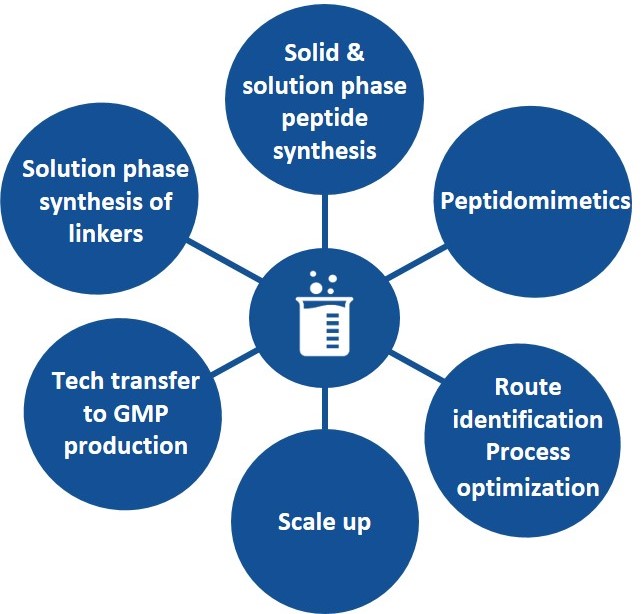 Solid &
solution phase
peptide
synthesis
Peptidomimetics
Route
identification
Process
optimization
Scale up
Tech transfer
to GMP
production
Solution phase
synthesis of
linkers